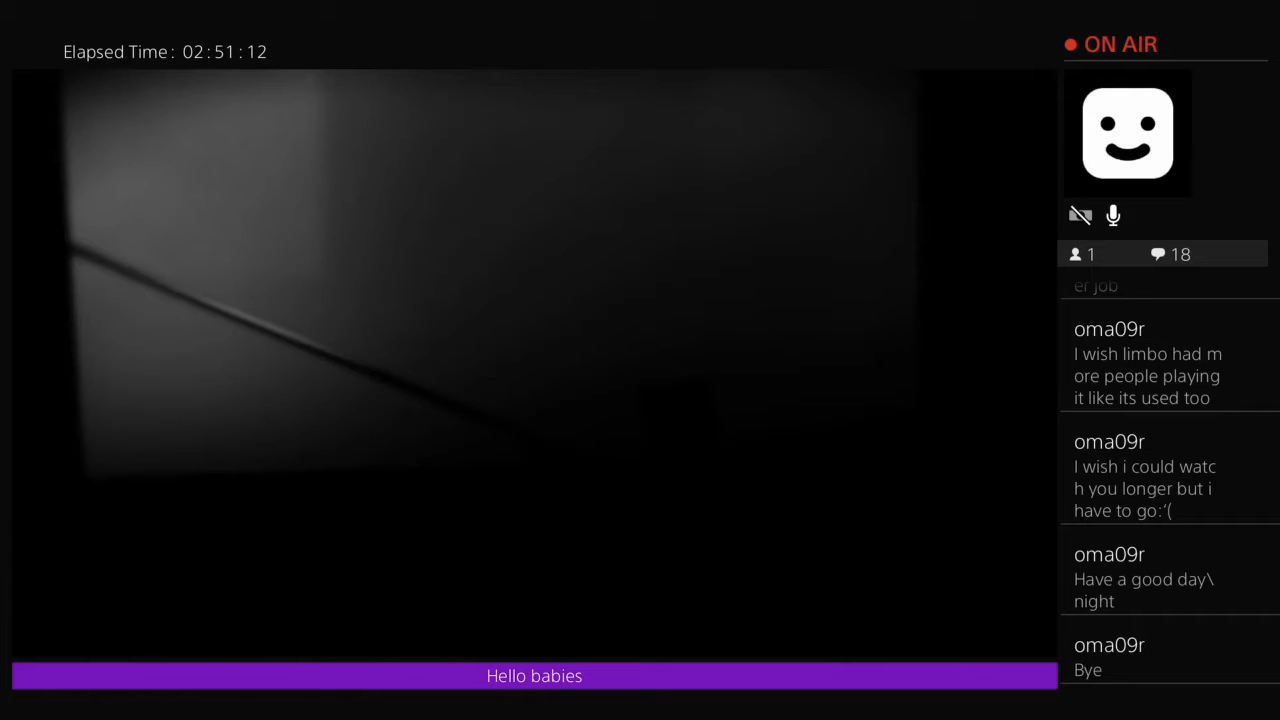 Elapsed Time: 02:51:12
ON AIR
1
18
er job
oma09r
I wish limbo had m
ore people playing
it like its used too
oma09r
I wish i could watc
h you longer but i
have to go:'(
oma09r
Have a good day\
night
oma09r
Bye
Hello babies